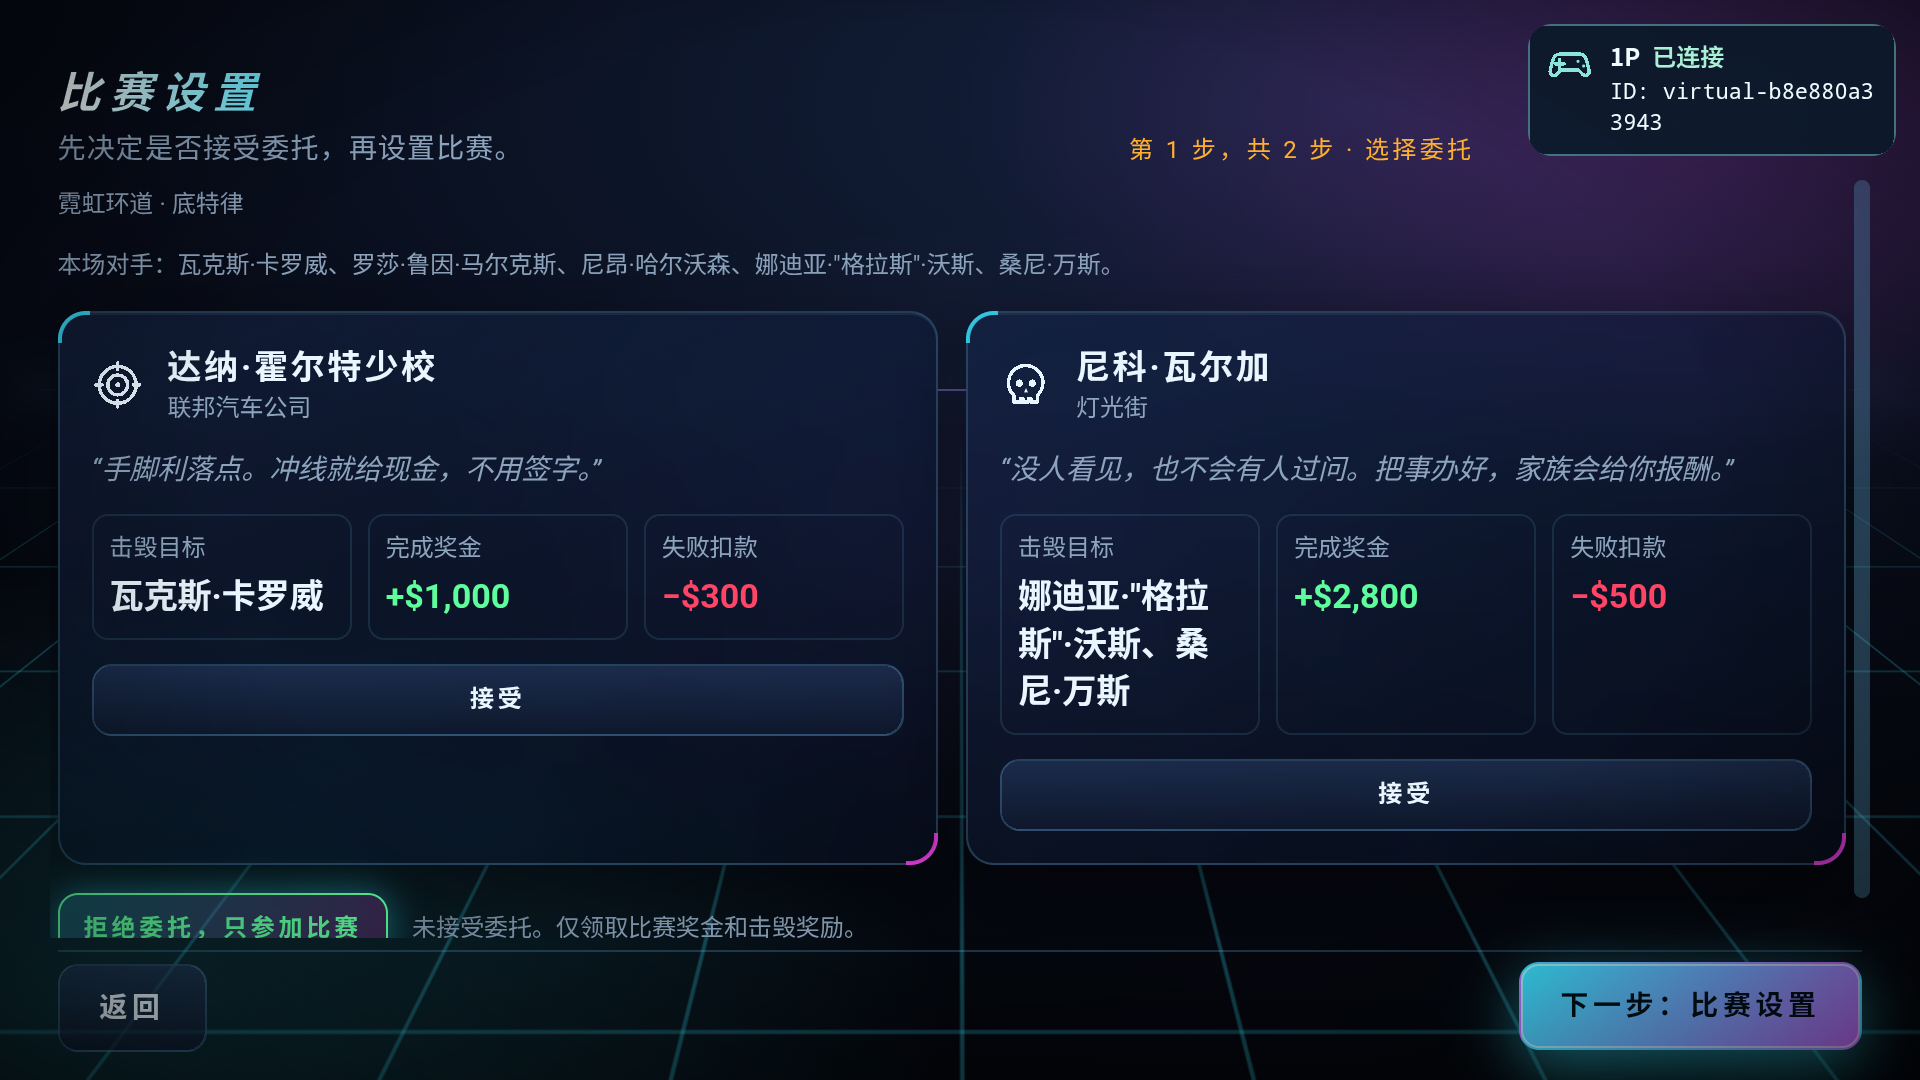 比赛设置
先决定是否接受委托，再设置比赛。
第 1 步，共 2 步 · 选择委托
1P 已连接
ID: virtual-b8e880a3
3943
霓虹环道 · 底特律
本场对手：瓦克斯·卡罗威、罗莎·鲁因·马尔克斯、尼昂·哈尔沃森、娜迪亚·"格拉斯"·沃斯、桑尼·万斯。
达纳·霍尔特少校
联邦汽车公司
“手脚利落点。冲线就给现金，不用签字。”
击毁目标
瓦克斯·卡罗威
完成奖金
+$1,000
失败扣款
−$300
接受
尼科·瓦尔加
灯光街
“没人看见，也不会有人过问。把事办好，家族会给你报酬。”
击毁目标
娜迪亚·"格拉
斯"·沃斯、桑
尼·万斯
完成奖金
+$2,800
失败扣款
−$500
接受
拒绝委托，只参加比赛
未接受委托。仅领取比赛奖金和击毁奖励。
返回
下一步：比赛设置